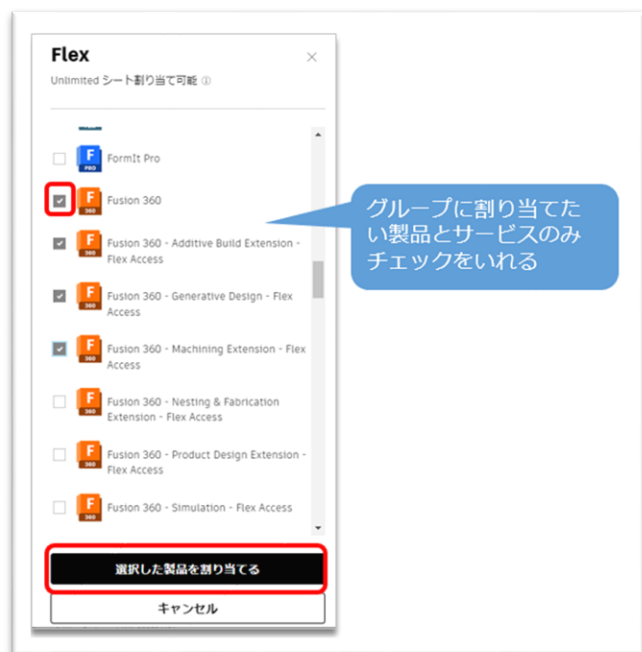 Flex
Unlimited シート割り当て可能
FormIt Pro
Fusion 360
Fusion 360 - Additive Build Extension -
Flex Access
Fusion 360 - Generative Design - Flex
Access
Fusion 360 - Machining Extension - Flex
Access
Fusion 360 - Nesting & Fabrication
Extension - Flex Access
Fusion 360 - Product Design Extension -
Flex Access
Fusion 360 - Simulation - Flex Access
選択した製品を割り当てる
キャンセル
グループに割り当てた
い製品とサービスのみ
チェックをいれる